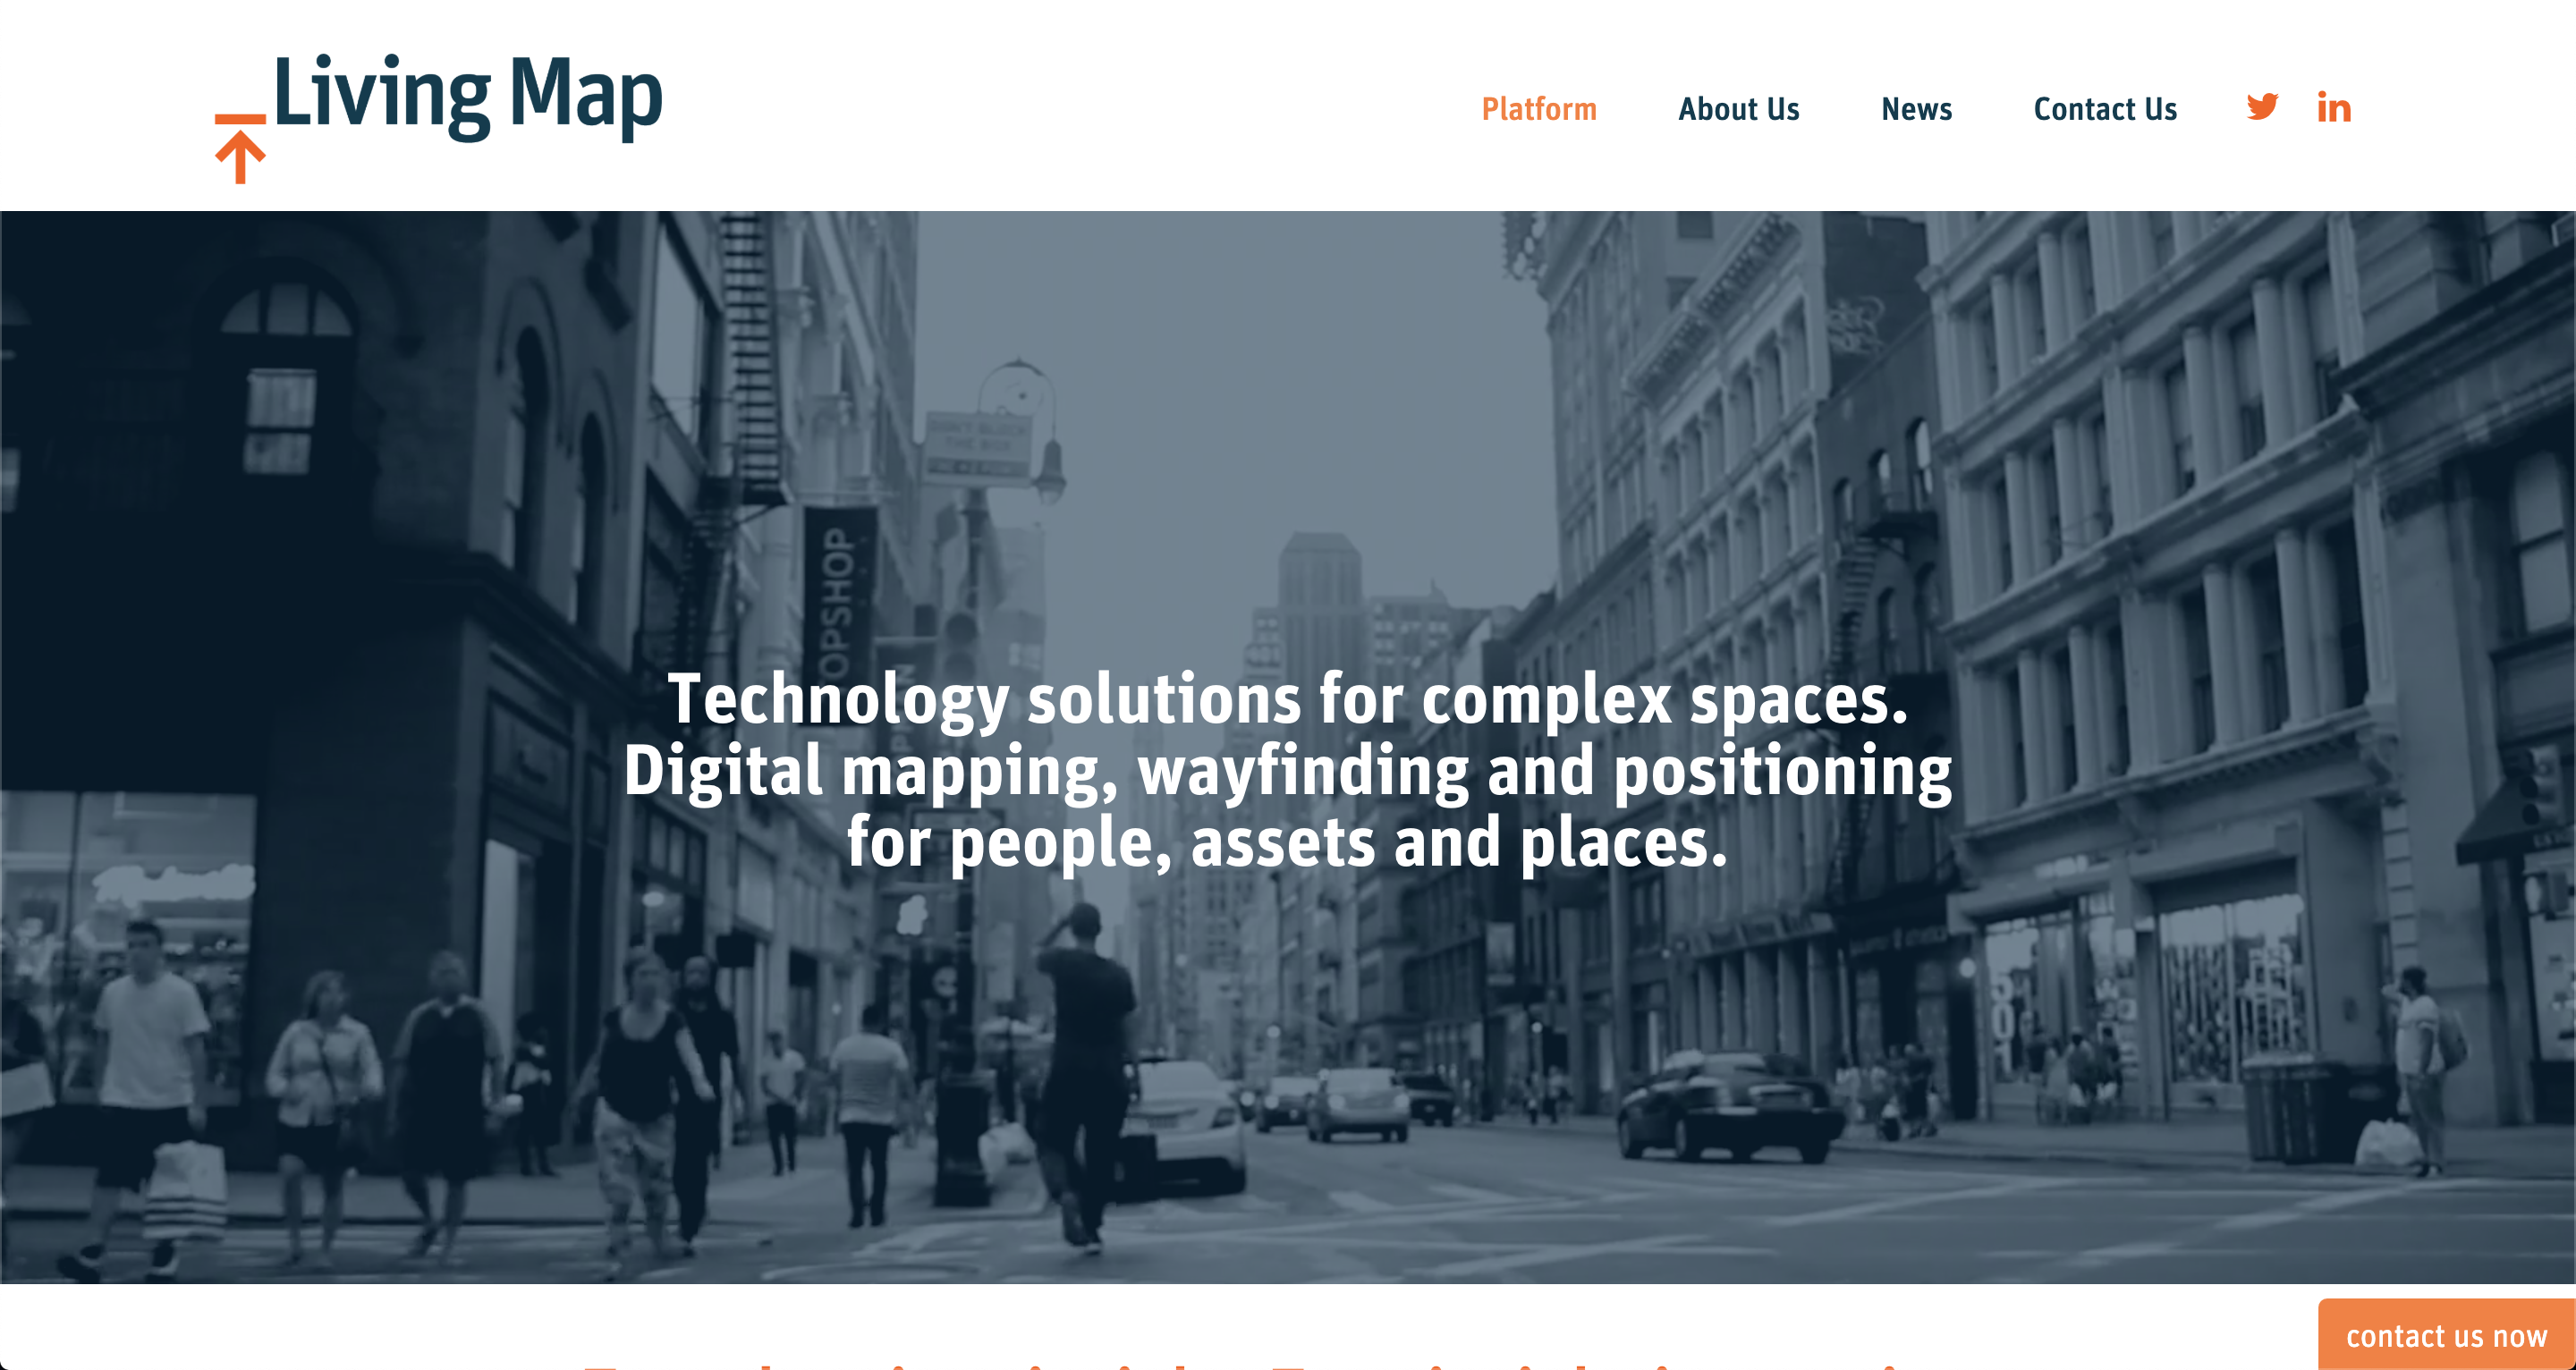 Living Map
Platform
About Us
News
Contact Us
in
OPSHOP
Technology solutions for complex spaces.
Digital mapping, wayfinding and positioning
for people, assets and places.
contact us now